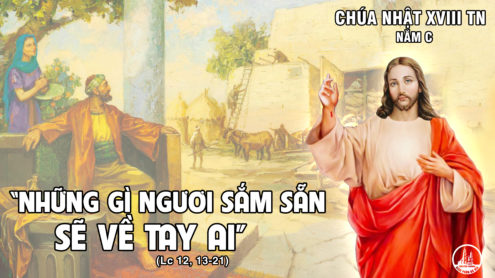 CHÚA NHẬT XVIII TN
NĂM C
“NHỮNG GÌ NGƯƠI SẮM SẴN
SẼ VỀ TAY AI”
(Lc 12, 13-21)